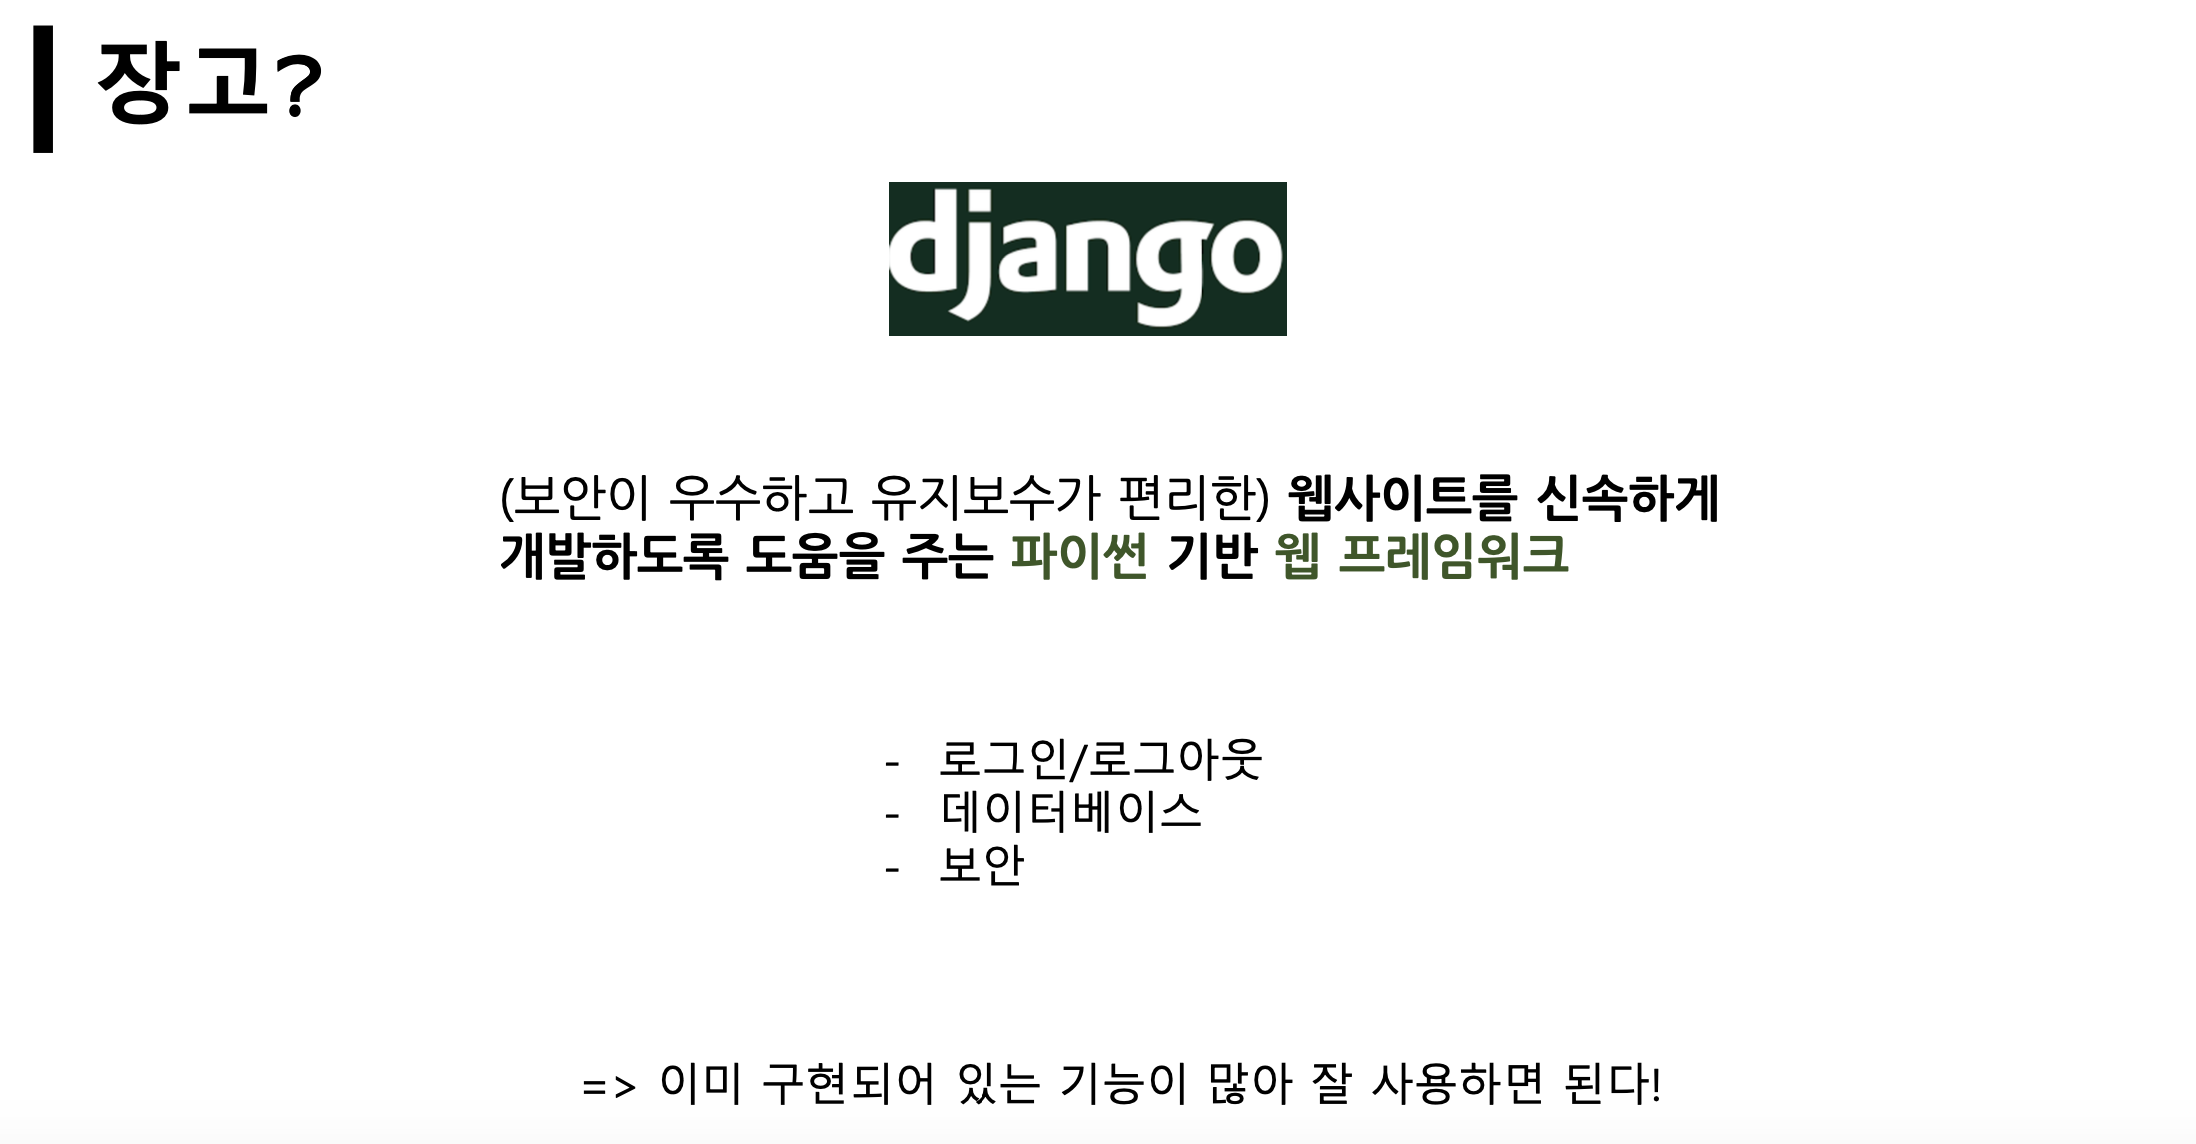 장고?
django
(보안이 우수하고 유지보수가 편리한) 웹사이트를 신속하게
개발하도록 도움을 주는 파이썬 기반 웹 프레임워크
- 로그인/로그아웃
- 데이터베이스
- 보안
=> 이미 구현되어 있는 기능이 많아 잘 사용하면 된다!